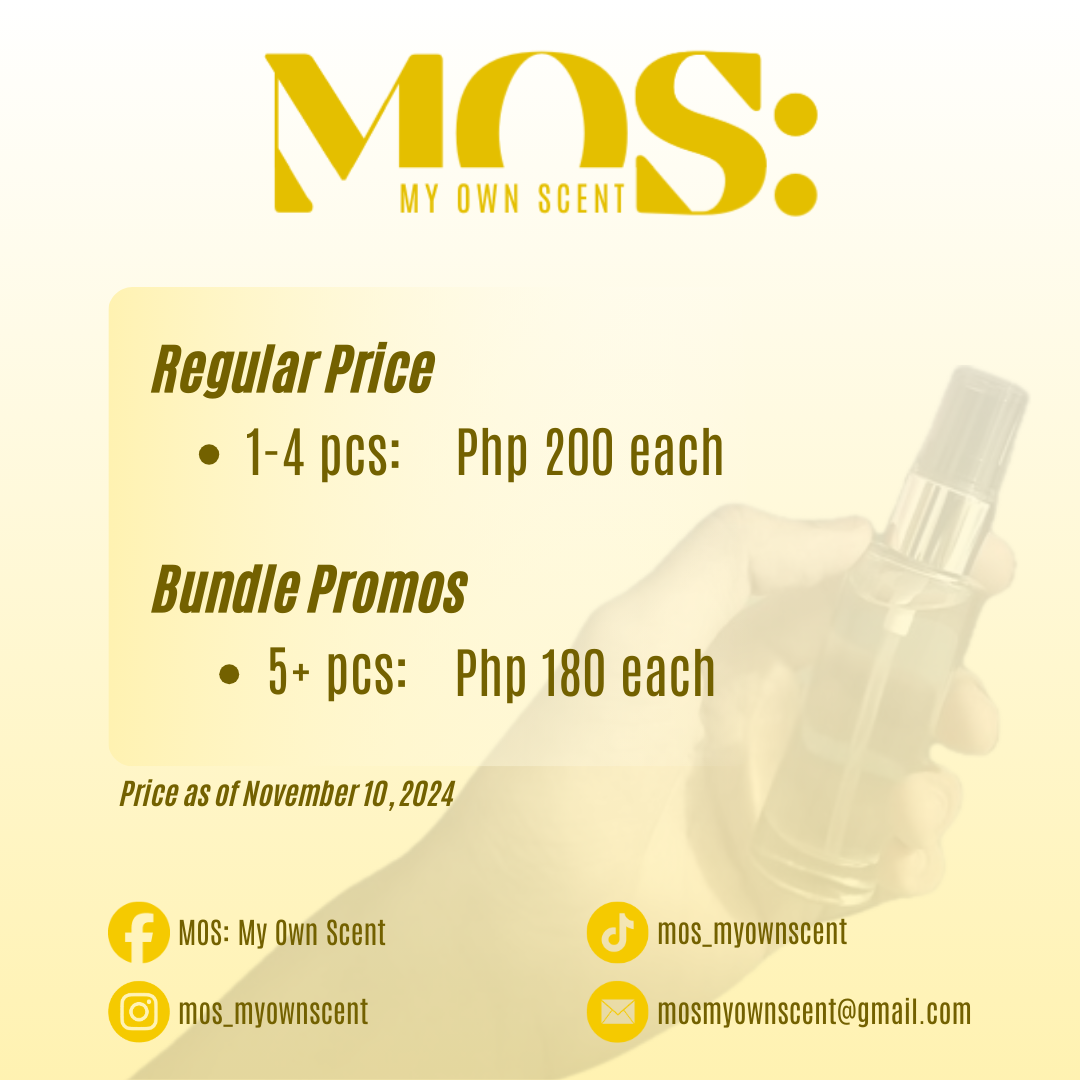 MOS:
MY OWN SCENT
Regular Price
• 1-4 pcs: Php 200 each
Bundle Promos
• 5+ pcs: Php 180 each
Price as of November 10, 2024
MOS: My Own Scent
mos_myownscent
mos_myownscent
mosmyownscent@gmail.com